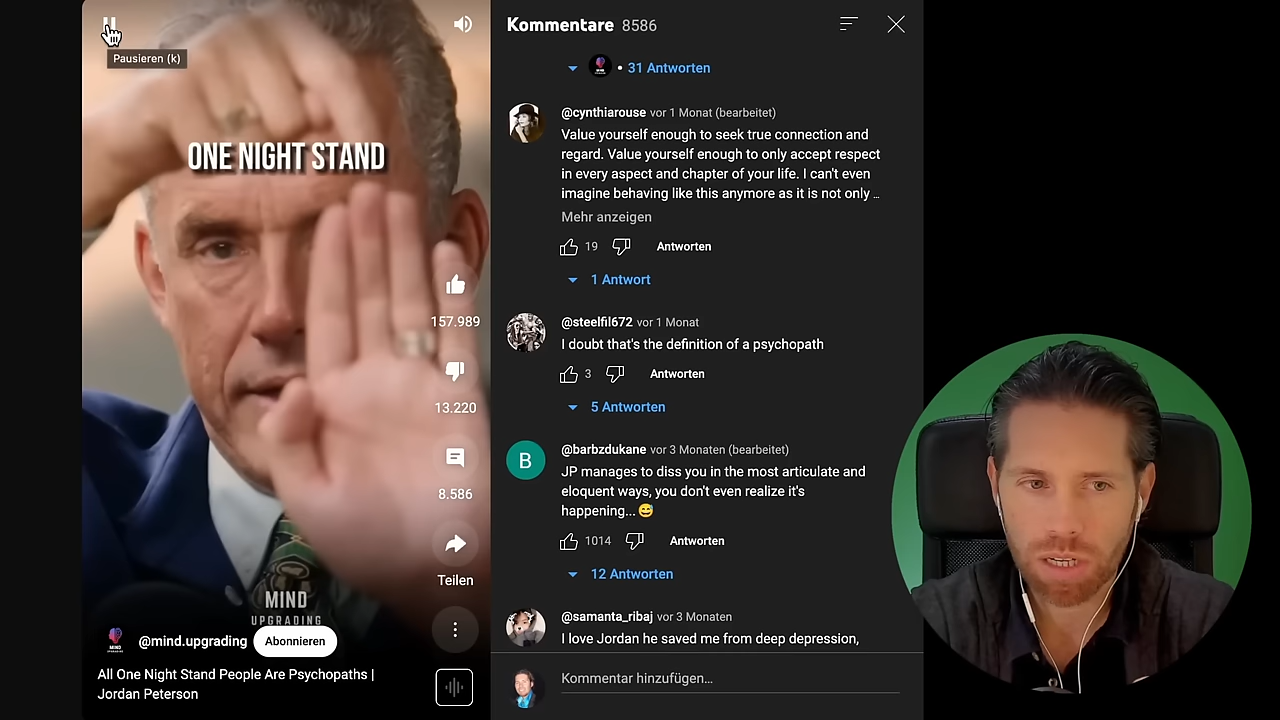 Pausieren (k)
ONE NIGHT STAND
157.989
13.220
8.586
Teilen
MIND
UPGRADING
@mind.upgrading
Abonnieren
All One Night Stand People Are Psychopaths |
Jordan Peterson
Kommentare 8586
• 31 Antworten
@cynthiarouse vor 1 Monat (bearbeitet)
Value yourself enough to seek true connection and
regard. Value yourself enough to only accept respect
in every aspect and chapter of your life. I can't even
imagine behaving like this anymore as it is not only ...
Mehr anzeigen
19 Antworten
1 Antwort
@steelfil672 vor 1 Monat
I doubt that's the definition of a psychopath
3 Antworten
5 Antworten
B
@barbzdukane vor 3 Monaten (bearbeitet)
JP manages to diss you in the most articulate and
eloquent ways, you don't even realize it's
happening...😅
1014 Antworten
12 Antworten
@samanta_ribaj vor 3 Monaten
I love Jordan he saved me from deep depression,
Kommentar hinzufügen...